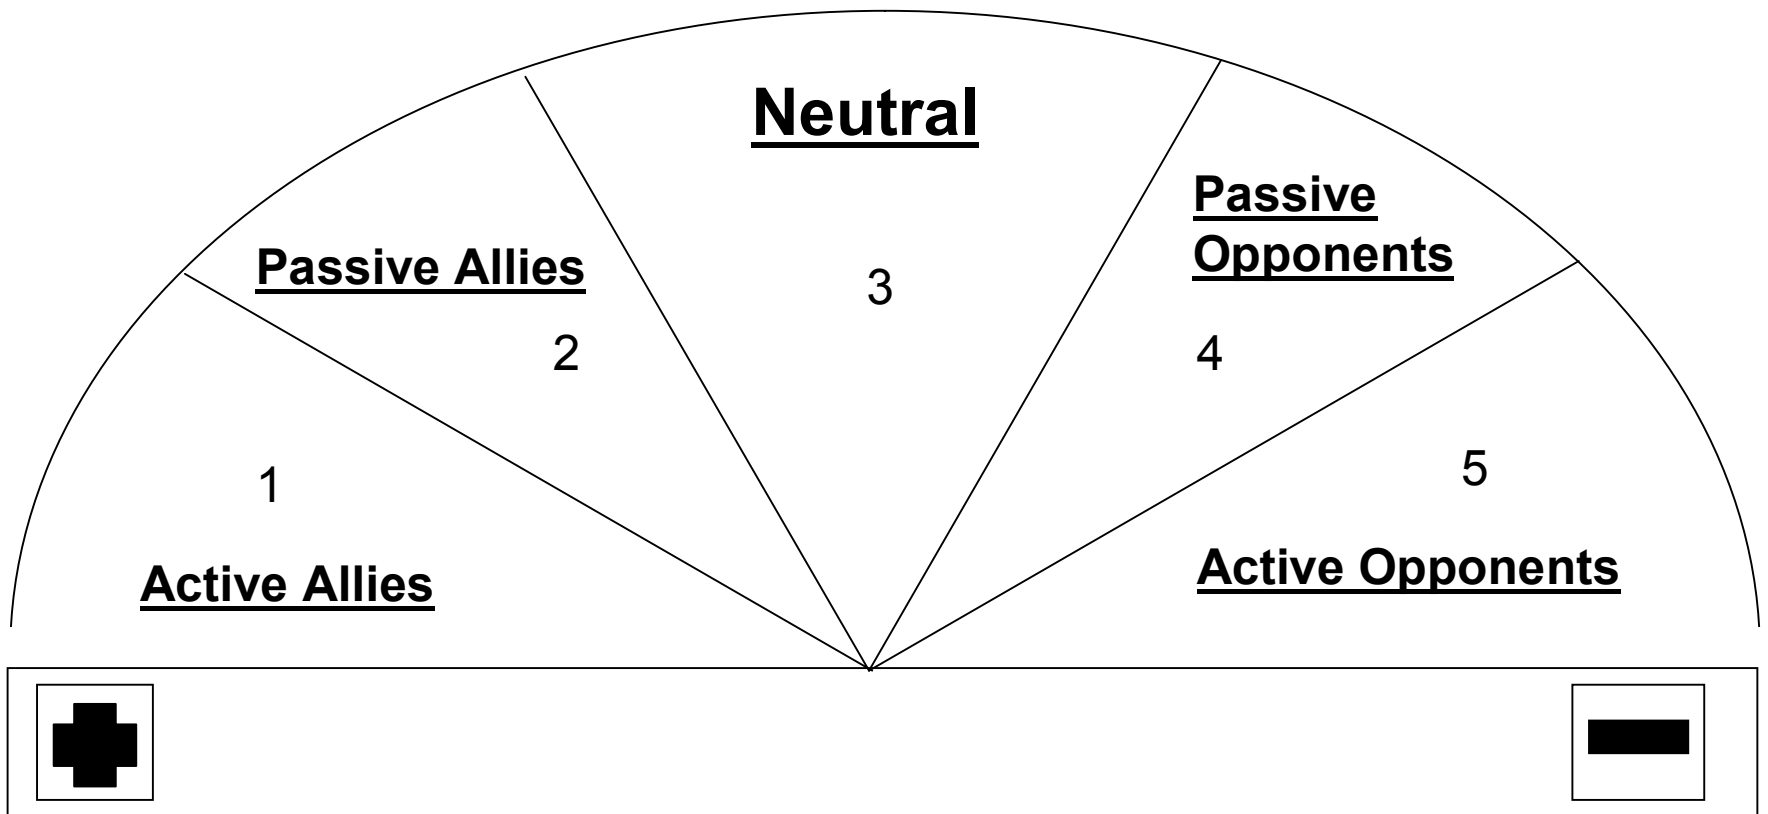 Neutral
3
Passive
Opponents
4
Passive Allies
2
1
Active Allies
5
Active Opponents